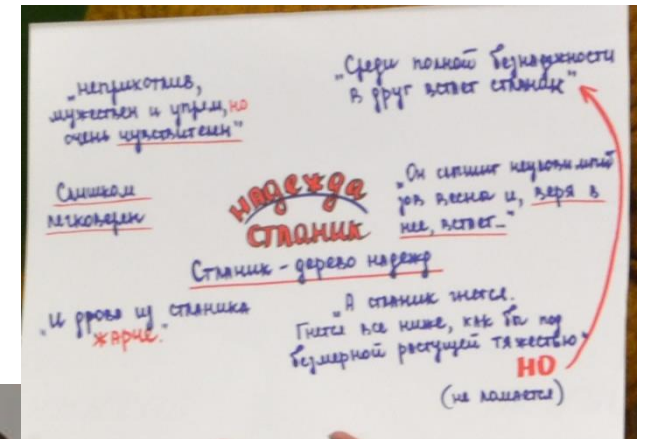 „неприхотлив,
мужествен и упрям, но
очень чувствителен"
„Среди полной безнадежности
вдруг встает стланик"
Слишком
легковерен
надежда
стланик
„Он слышит неуловимый
зов весны и, веря в
нее, встает..."
Стланик - дерево надежд
„И дрова из стланика
жарче."
„А стланик гнется.
Гнется все ниже, как бы под
безмерной растущей тяжестью"
НО
(не ломается)